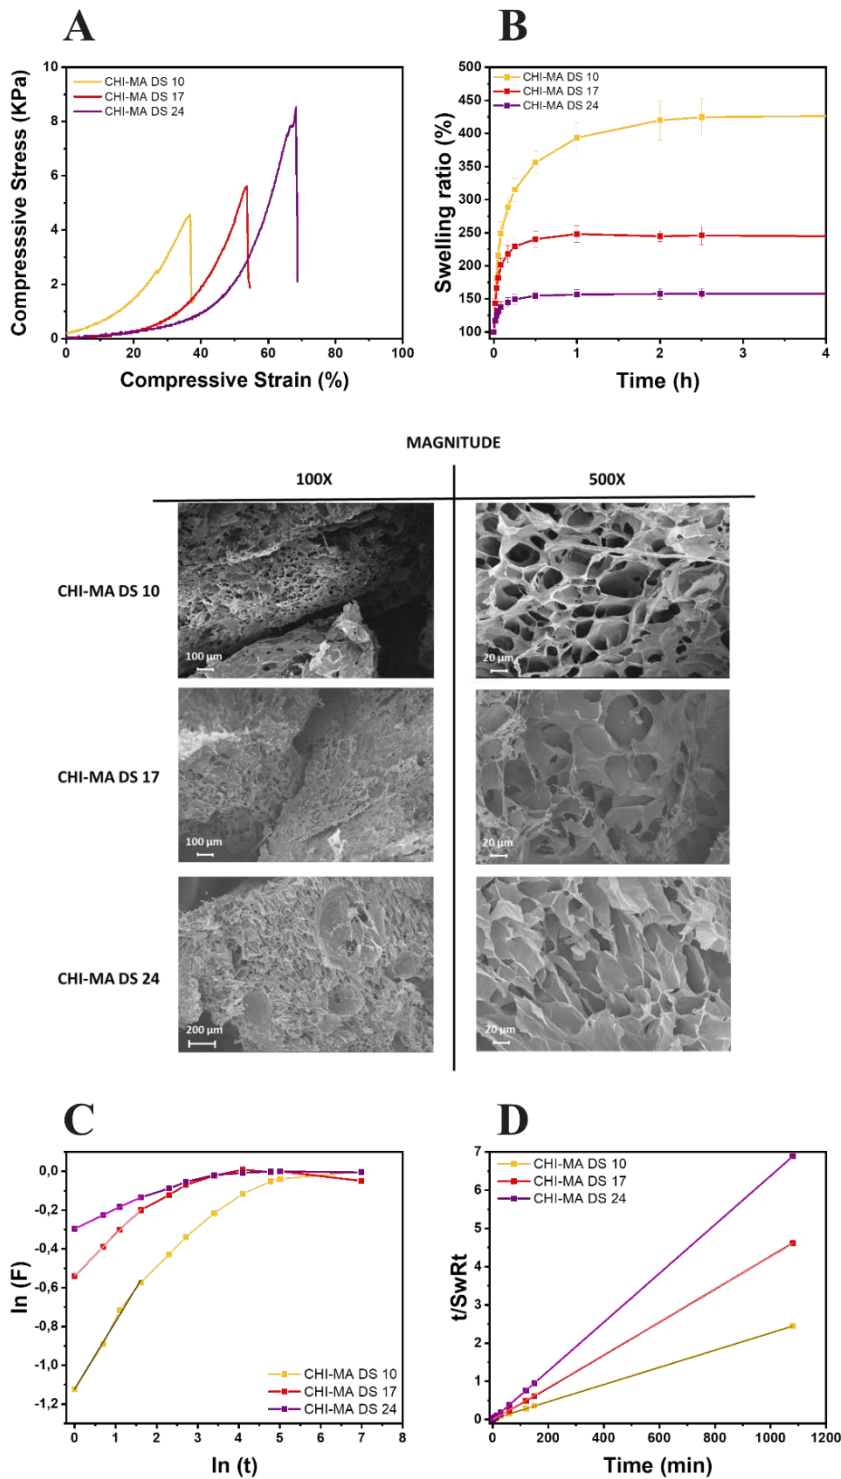 A
Compresssive Stress (KPa)
CHI-MA DS 10
CHI-MA DS 17
CHI-MA DS 24
10
8
6
4
2
0
0 20 40 60 80 100
Compressive Strain (%)
B
Swelling ratio (%)
CHI-MA DS 10
CHI-MA DS 17
CHI-MA DS 24
500
450
400
350
300
250
200
150
100
0 1 2 3 4
Time (h)
MAGNITUDE
100X 500X
CHI-MA DS 10
100 µm
20 µm
CHI-MA DS 17
100 µm
20 µm
CHI-MA DS 24
200 µm
20 µm
C
ln (F)
0,0
-0,2
-0,4
-0,6
-0,8
-1,0
-1,2
CHI-MA DS 10
CHI-MA DS 17
CHI-MA DS 24
0 1 2 3 4 5 6 7 8
ln (t)
D
t/SwRt
7
6
5
4
3
2
1
0
CHI-MA DS 10
CHI-MA DS 17
CHI-MA DS 24
0 200 400 600 800 1000 1200
Time (min)